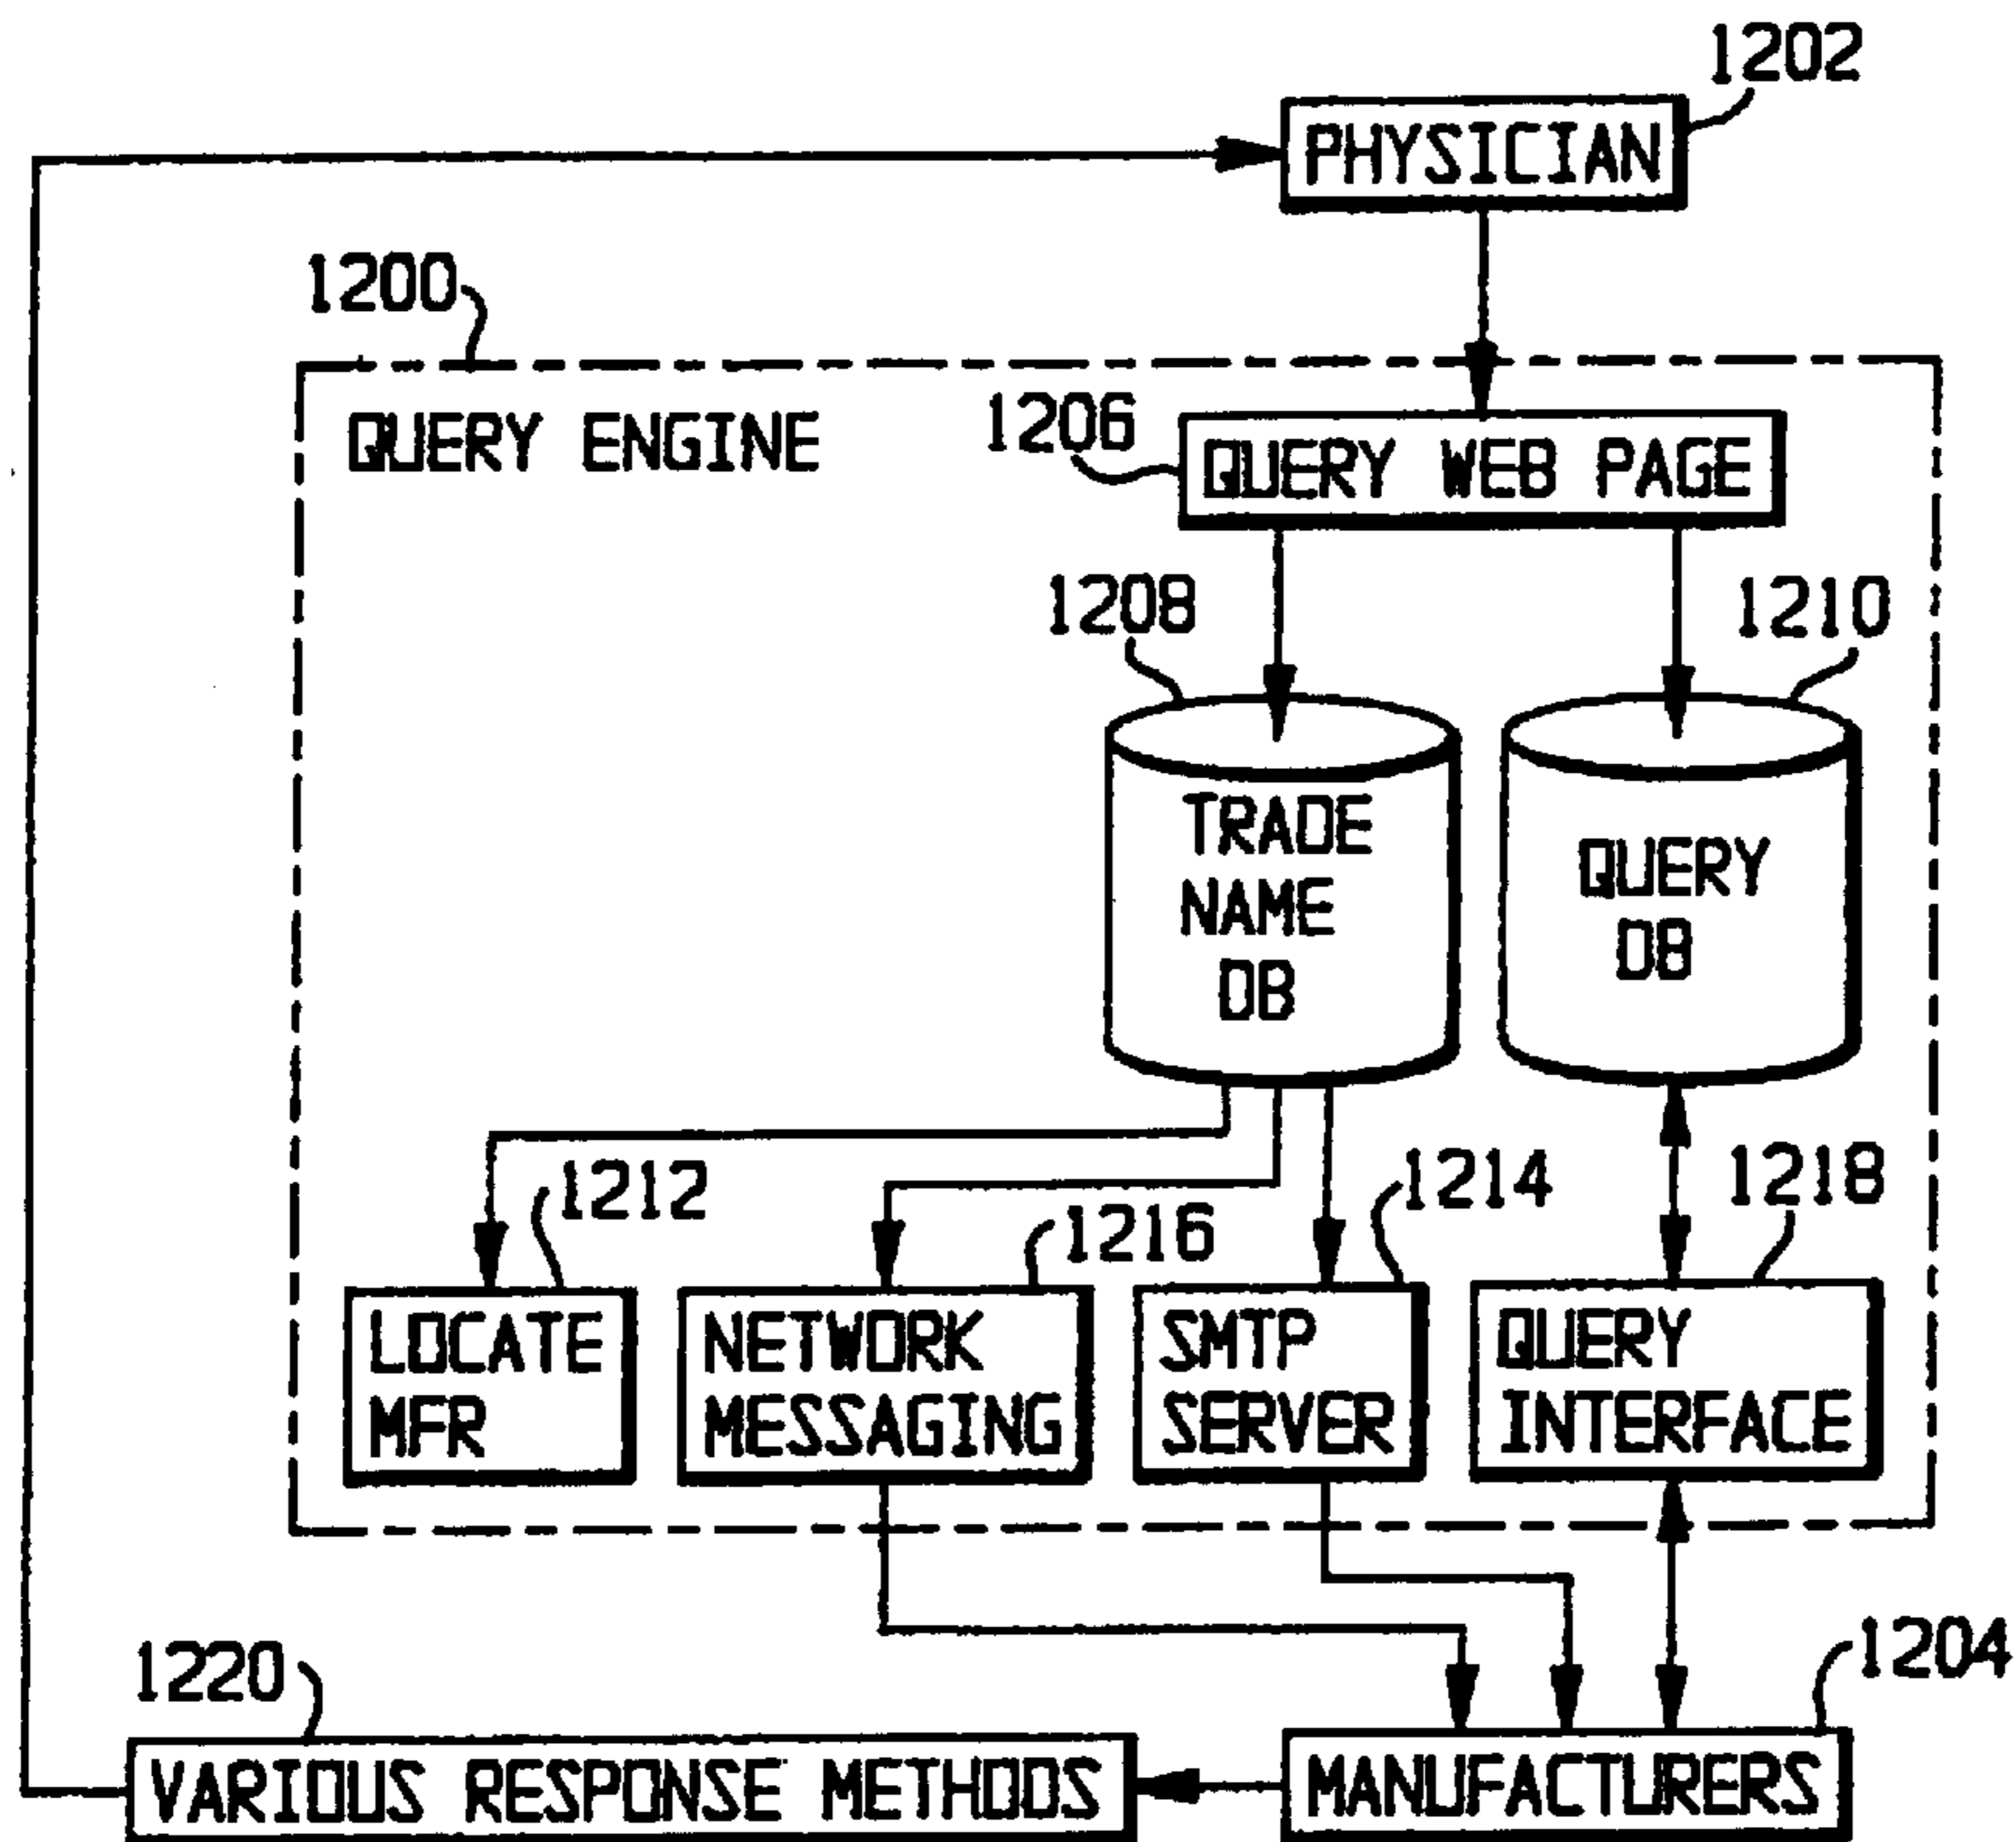 1202
PHYSICIAN
1200
QUERY ENGINE
1206
QUERY WEB PAGE
1208
1210
TRADE
NAME
DB
QUERY
DB
1212
1216
1214
1218
LOCATE
MFR
NETWORK
MESSAGING
SMTP
SERVER
QUERY
INTERFACE
1220
1204
VARIOUS RESPONSE METHODS
MANUFACTURERS